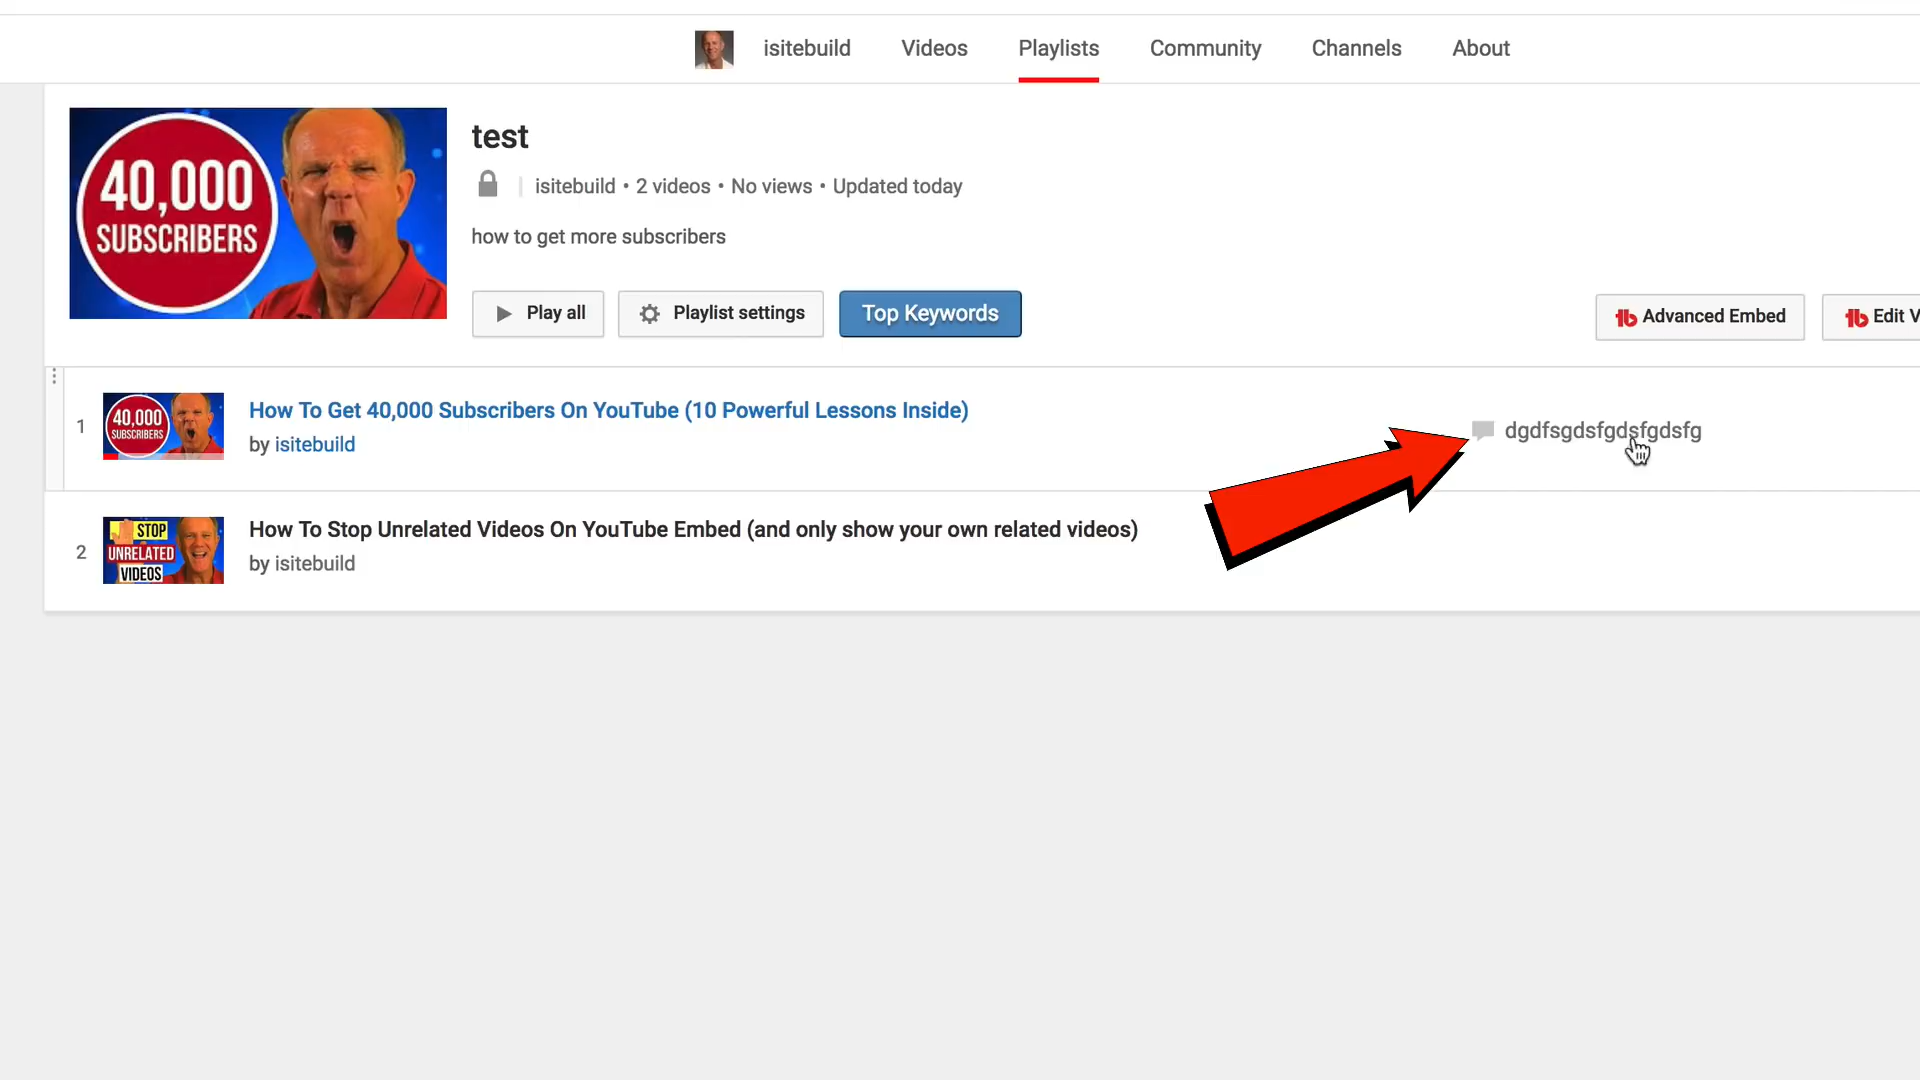 isitebuild Videos Playlists Community Channels About
40,000
SUBSCRIBERS
test
isitebuild • 2 videos • No views • Updated today
how to get more subscribers
Play all Playlist settings Top Keywords Advanced Embed Edit V
1
40,000
SUBSCRIBERS
How To Get 40,000 Subscribers On YouTube (10 Powerful Lessons Inside)
by isitebuild
dgdfsgdsfgdsfgdsfg
2
STOP
UNRELATED
VIDEOS
How To Stop Unrelated Videos On YouTube Embed (and only show your own related videos)
by isitebuild